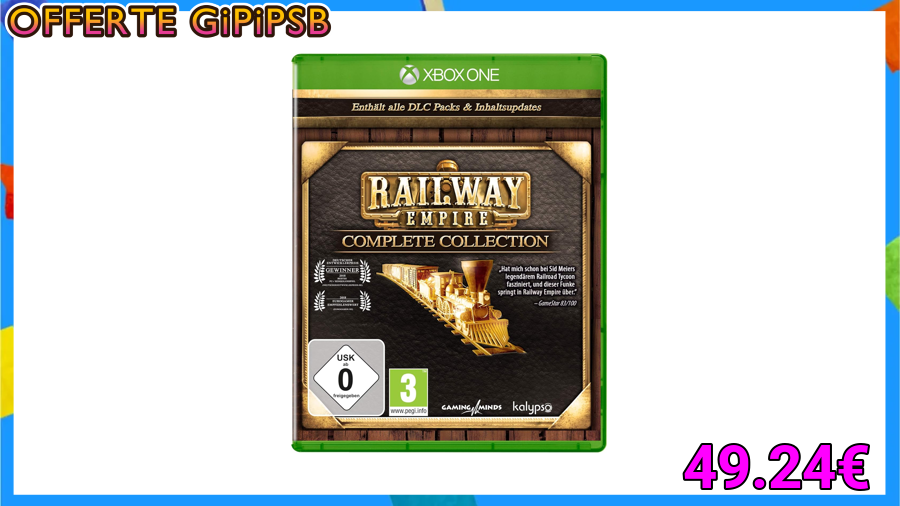 OFFERTE GiPiPSB
XBOX ONE
Enthält alle DLC Packs & Inhaltsupdates
RAILWAY
EMPIRE
COMPLETE COLLECTION
GEWINNER
„Hat mich schon bei Sid Meiers
legendärem Railroad Tycoon
fasziniert, und dieser Funke
springt in Railway Empire über.“
– GameStar 83/100
USK
ab
0
freigegeben
3
www.pegi.info
GAMING MINDS
kalypso
49.24€